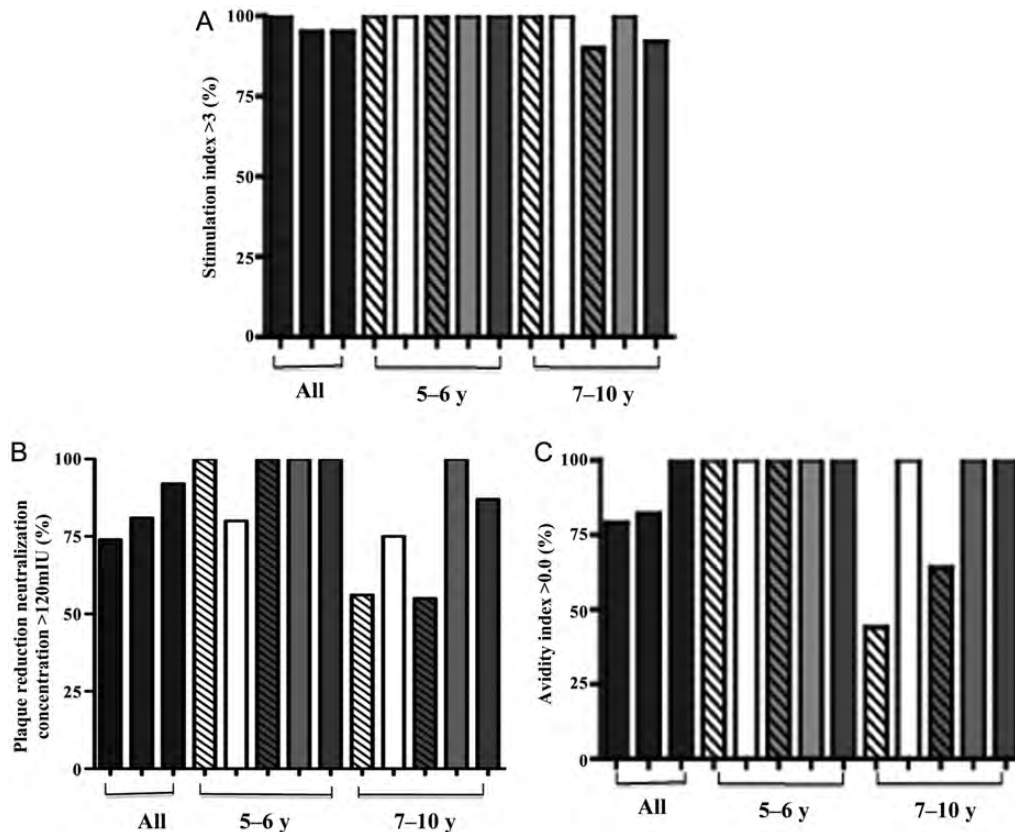 A
Stimulation index >3 (%)
100
75
50
25
0
All
5–6 y
7–10 y
B
Plaque reduction neutralization
concentration >120mIU (%)
100
75
50
25
0
All
5–6 y
7–10 y
C
Avidity index >0.0 (%)
100
75
50
25
0
All
5–6 y
7–10 y